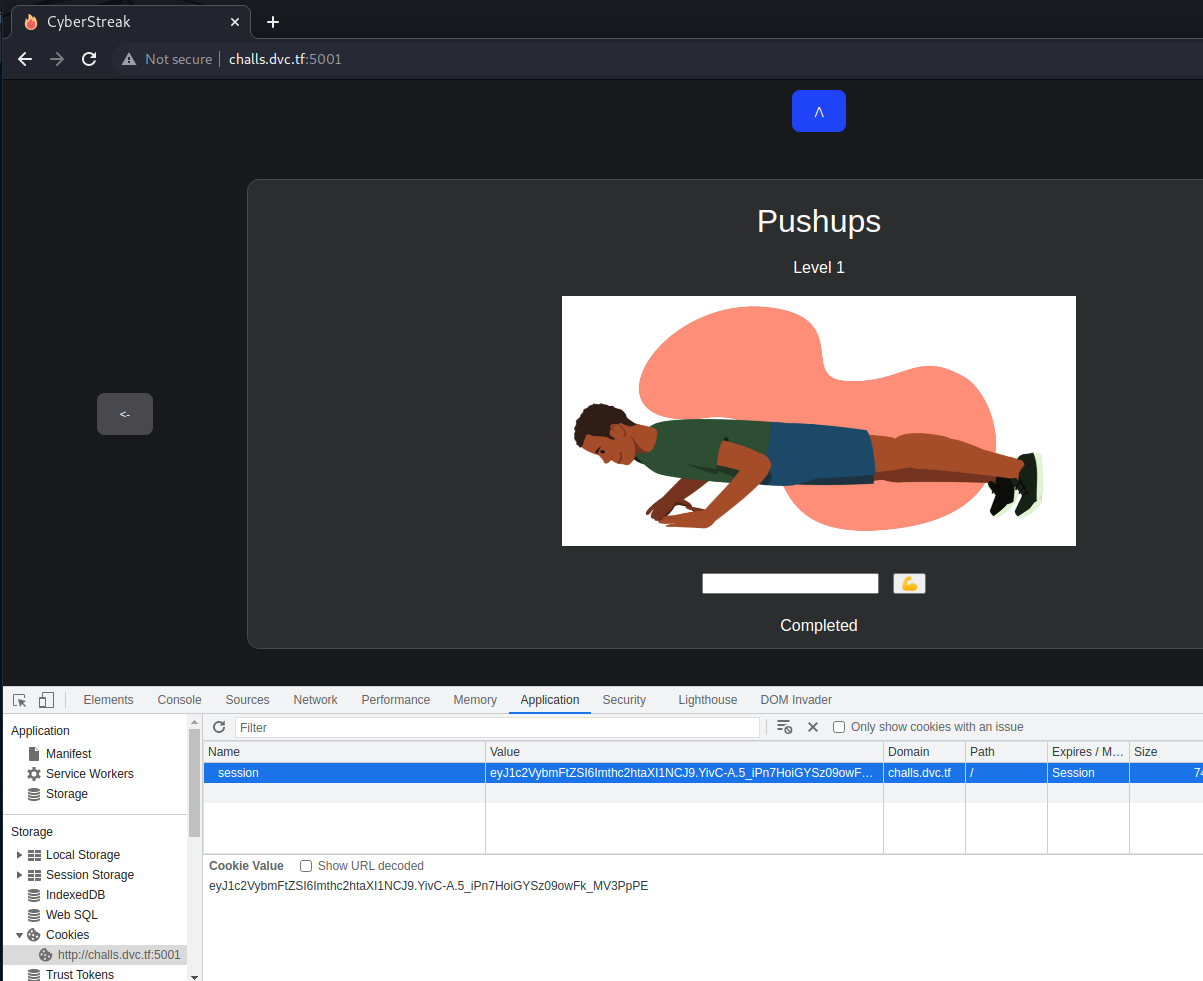 CyberStreak
Not secure challs.dvc.tf:5001
Λ
Pushups
Level 1
<-
Completed
Elements Console Sources Network Performance Memory Application Security Lighthouse DOM Invader
Application
Manifest
Service Workers
Storage
Storage
Local Storage
Session Storage
IndexedDB
Web SQL
Cookies
http://challs.dvc.tf:5001
Trust Tokens
Filter
Only show cookies with an issue
Name Value Domain Path Expires / M… Size
session eyJ1c2VybmFtZSI6Imthc2htaXI1NCJ9.YivC-A.5_iPn7HoiGYSz09owF… challs.dvc.tf / Session
Cookie Value Show URL decoded
eyJ1c2VybmFtZSI6Imthc2htaXI1NCJ9.YivC-A.5_iPn7HoiGYSz09owFk_MV3PpPE